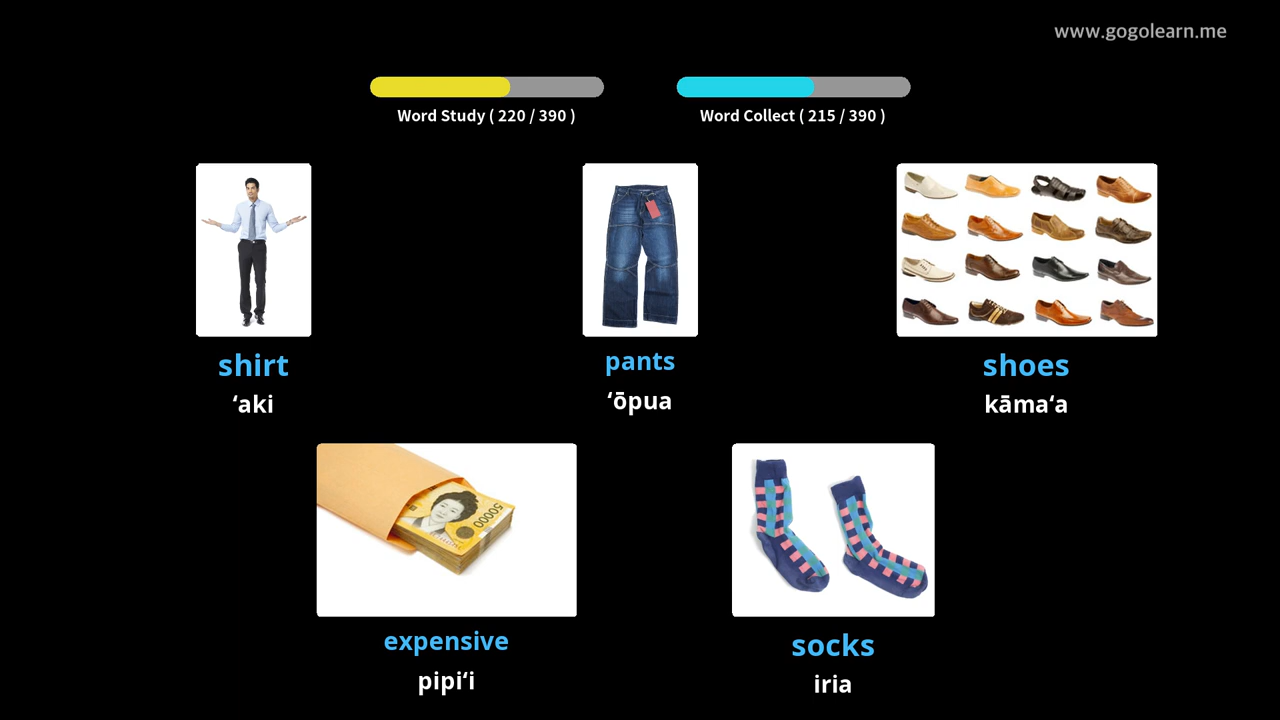 www.gogolearn.me
Word Study ( 220 / 390 )
Word Collect ( 215 / 390 )
shirt
ʻaki
pants
ʻōpua
shoes
kāmaʻa
expensive
pipiʻi
socks
iria
50000